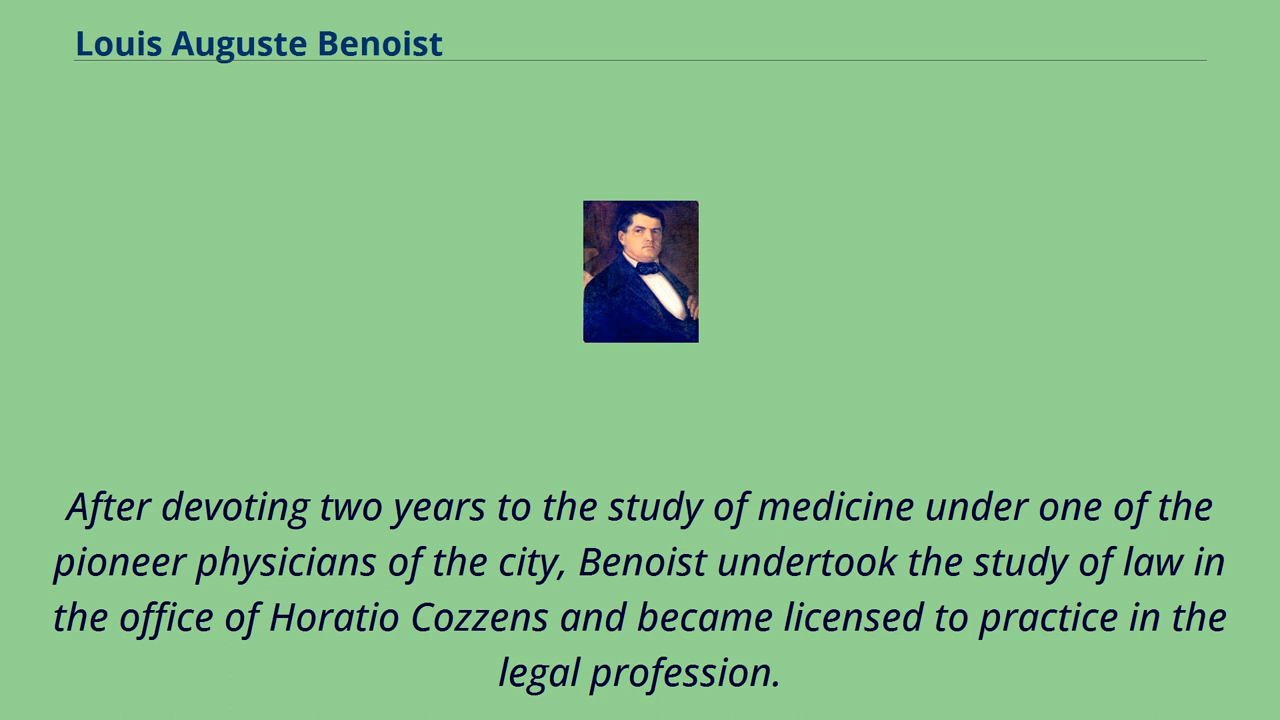 Louis Auguste Benoist
After devoting two years to the study of medicine under one of the
pioneer physicians of the city, Benoist undertook the study of law in
the office of Horatio Cozzens and became licensed to practice in the
legal profession.